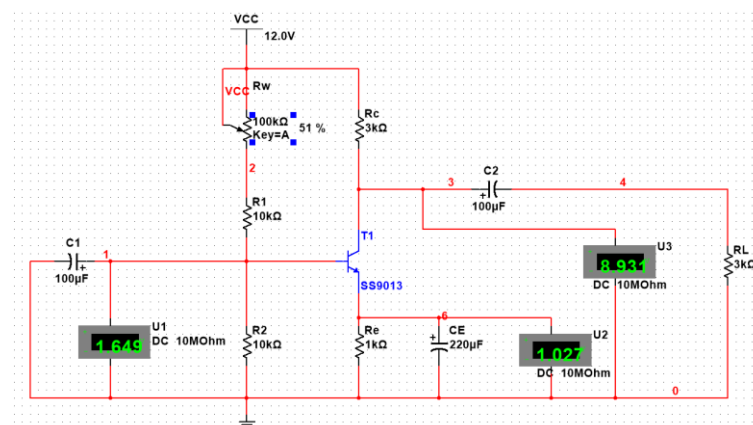 VCC
12.0V
Rw
VCC
100kΩ
Key=A
51 %
Rc
3kΩ
2
R1
10kΩ
3
C2
100µF
4
T1
SS9013
C1
100µF
1
U3
8.931
DC 10MOhm
RL
3kΩ
U1
1.649
DC 10MOhm
R2
10kΩ
Re
1kΩ
6
CE
220µF
U2
1.027
DC 10MOhm
0